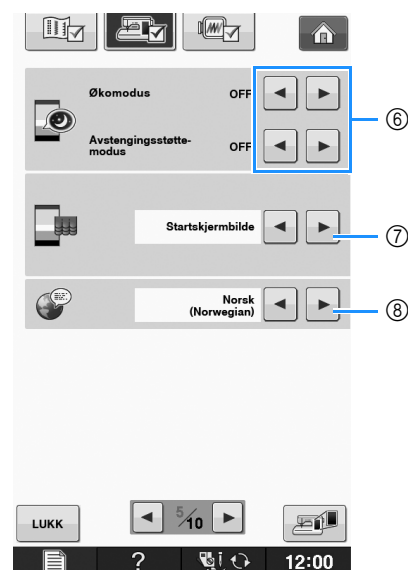 Økomodus OFF
⑥
Avstengingsstøtte-
modus OFF
Startskjermbilde
⑦
Norsk
(Norwegian)
⑧
LUKK
5/10
?
12:00